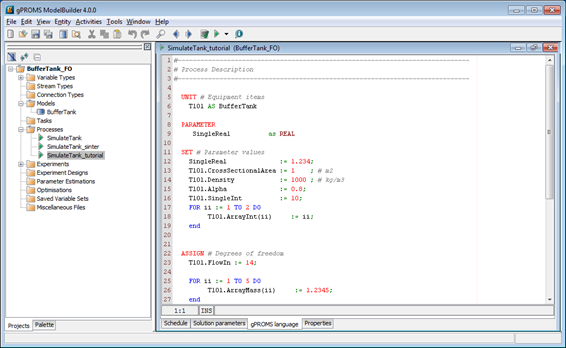 gPROMS ModelBuilder 4.0.0
File Edit View Entity Activities Tools Window Help
BufferTank_FO
Variable Types
Stream Types
Connection Types
Models
BufferTank
Tasks
Processes
SimulateTank
SimulateTank_sinter
SimulateTank_tutorial
Experiments
Experiment Designs
Parameter Estimations
Optimisations
Saved Variable Sets
Miscellaneous Files
Projects Palette
SimulateTank_tutorial (BufferTank_FO)
1 #----------------------------------------------------------------------
2 # Process Description
3 #----------------------------------------------------------------------
4
5 UNIT # Equipment items
6 T101 AS BufferTank
7
8 PARAMETER
9 SingleReal as REAL
10
11 SET # Parameter values
12 SingleReal := 1.234;
13 T101.CrossSectionalArea := 1 ; # m2
14 T101.Density := 1000 ; # kg/m3
15 T101.Alpha := 0.8;
16 T101.SingleInt := 10;
17 FOR ii := 1 TO 2 DO
18 T101.ArrayInt(ii) := ii;
19 end
20
21
22 ASSIGN # Degrees of freedom
23 T101.FlowIn := 14;
24
25 FOR ii := 1 TO 5 DO
26 T101.ArrayMass(ii) := 1.2345;
27 end
1:1 INS
Schedule Solution parameters gPROMS language Properties